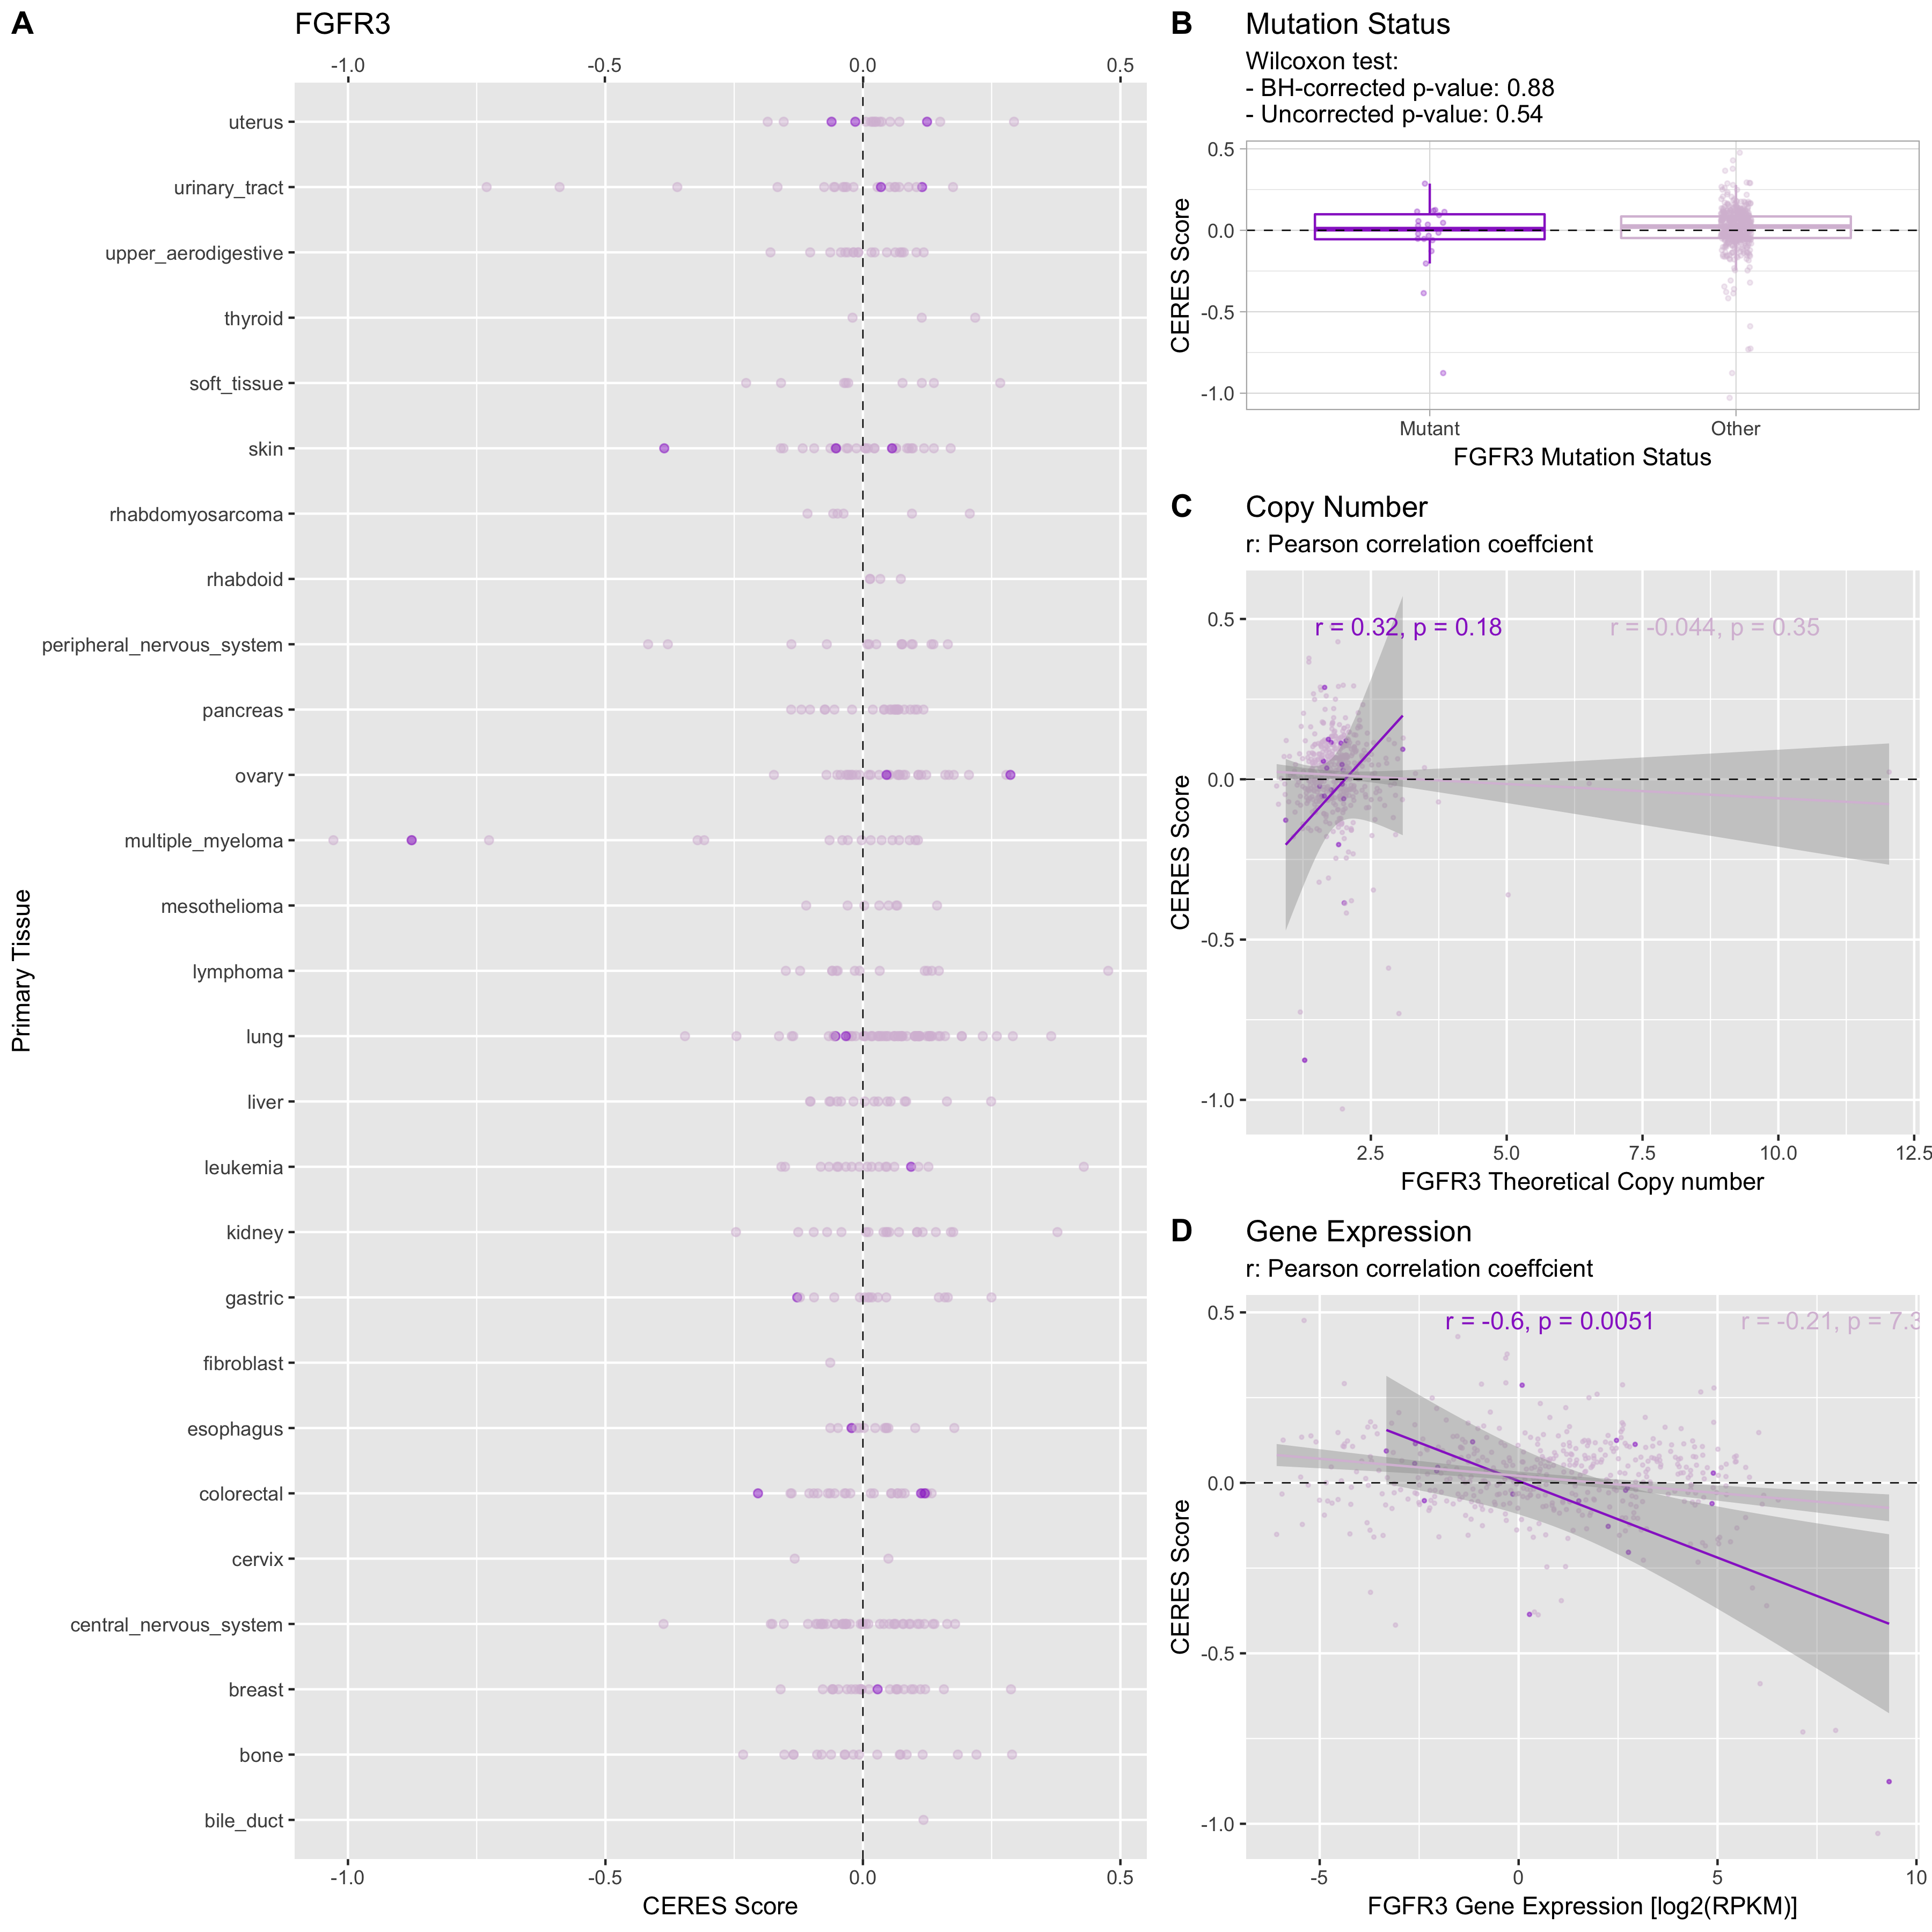 A
FGFR3
-1.0 -0.5 0.0 0.5
Primary Tissue
uterus
urinary_tract
upper_aerodigestive
thyroid
soft_tissue
skin
rhabdomyosarcoma
rhabdoid
peripheral_nervous_system
pancreas
ovary
multiple_myeloma
mesothelioma
lymphoma
lung
liver
leukemia
kidney
gastric
fibroblast
esophagus
colorectal
cervix
central_nervous_system
breast
bone
bile_duct
-1.0 -0.5 0.0 0.5
CERES Score
B
Mutation Status
Wilcoxon test:
- BH-corrected p-value: 0.88
- Uncorrected p-value: 0.54
CERES Score
0.5
0.0
-0.5
-1.0
Mutant Other
FGFR3 Mutation Status
C
Copy Number
r: Pearson correlation coeffcient
r = 0.32, p = 0.18 r = -0.044, p = 0.35
CERES Score
0.5
0.0
-0.5
-1.0
2.5 5.0 7.5 10.0 12.5
FGFR3 Theoretical Copy number
D
Gene Expression
r: Pearson correlation coeffcient
r = -0.6, p = 0.0051 r = -0.21, p = 7.3
CERES Score
0.5
0.0
-0.5
-1.0
-5 0 5 10
FGFR3 Gene Expression [log2(RPKM)]